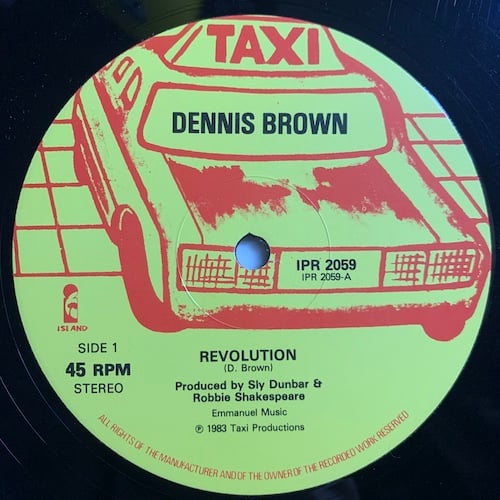 TAXI
DENNIS BROWN
IPR 2059
IPR 2059-A
ISLAND
SIDE 1
45 RPM
STEREO
REVOLUTION
(D. Brown)
Produced by Sly Dunbar &
Robbie Shakespeare
Emmanuel Music
℗ 1983 Taxi Productions
ALL RIGHTS OF THE MANUFACTURER AND OF THE OWNER OF THE RECORDED WORK RESERVED